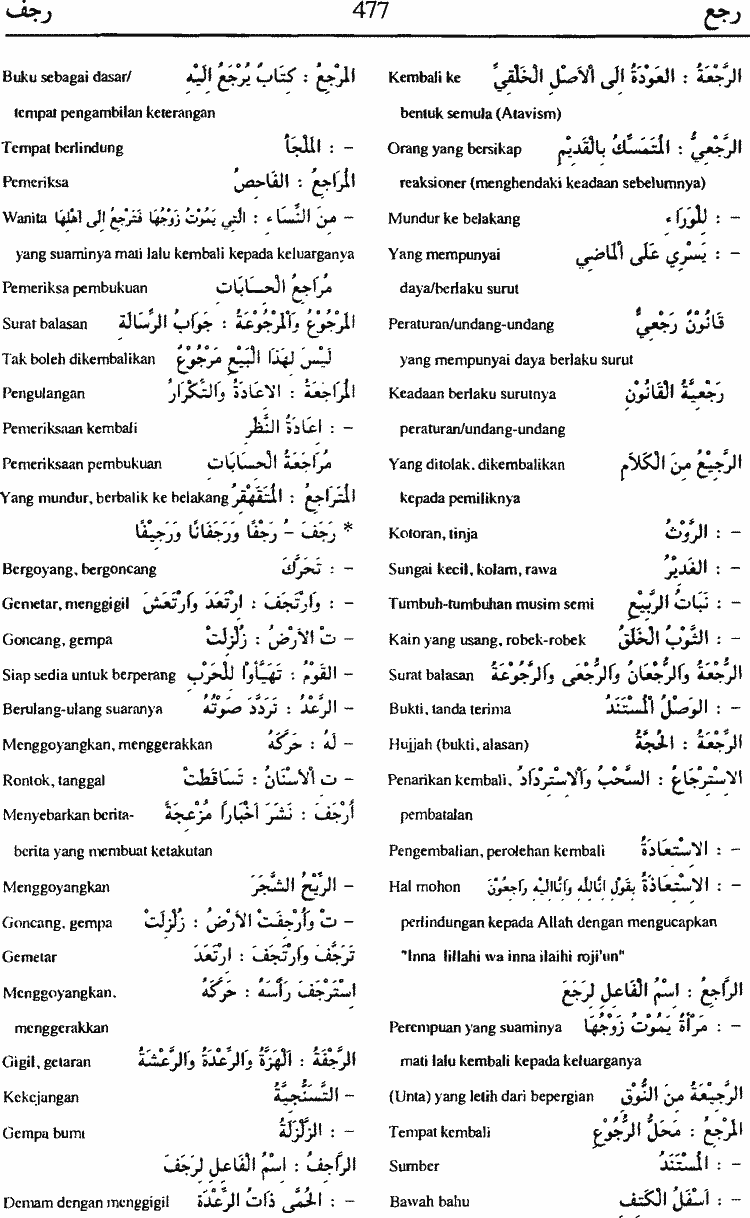 رجع 477 رجف
الرَّجْعَةُ : العَوْدَةُ إلى الأَصْلِ الخَلْقِيِّ Kembali ke
bentuk semula (Atavism)
الرَّجْعِيُّ : المُتَمَسِّكُ بِالقَدِيْمِ Orang yang bersikap
reaksioner (menghendaki keadaan sebelumnya)
– : لِلْوَرَاءِ Mundur ke belakang
– : يَسْرِي عَلَى المَاضِي Yang mempunyai
daya/berlaku surut
قَانُوْنٌ رَجْعِيٌّ Peraturan/undang-undang
yang mempunyai daya berlaku surut
رَجْعِيَّةُ القَانُوْنِ Keadaan berlaku surutnya
peraturan/undang-undang
الرَّجِيْعُ مِنَ الكَلَامِ Yang ditolak, dikembalikan
kepada pemiliknya
– : الرَّوْثُ Kotoran, tinja
– : الغَدِيْرُ Sungai kecil, kolam, rawa
– : نَبَاتُ الرَّبِيْعِ Tumbuh-tumbuhan musim semi
– : الثَّوْبُ الخَلَقُ Kain yang usang, robek-robek
الرُّجْعَةُ وَالرُّجْعَانُ وَالرُّجْعَى وَالرُّجُوْعَةُ Surat balasan
– : الوَصْلُ المُسْتَنَدُ Bukti, tanda terima
الرَّجْعَةُ : الحُجَّةُ Hujjah (bukti, alasan)
الاسْتِرْجَاعُ : السَّحْبُ وَالاسْتِرْدَادُ Penarikan kembali,
pembatalan
– : الاسْتِعَادَةُ Pengembalian, perolehan kembali
– : الاسْتِعَاذَةُ بِقَوْلِ انَّالِلّهِ وَانَّااِلَيْهِ رَاجِعُوْنَ Hal mohon
perlindungan kepada Allah dengan mengucapkan
"Inna lillahi wa inna ilaihi roji'un"
الرَّاجِعُ : اسْمُ الفَاعِلِ لِرَجَعَ
– : مَرْأَةٌ يَمُوْتُ زَوْجُهَا Perempuan yang suaminya
mati lalu kembali kepada keluarganya
الرَّجِيْعَةُ مِنَ النُّوْقِ (Unta) yang letih dari bepergian
المَرْجِعُ : مَحَلُّ الرُّجُوْعِ Tempat kembali
– : المُسْتَنَدُ Sumber
– : اَسْفَلُ الكَتِفِ Bawah bahu
المَرْجِعُ : كِتَابٌ يُرْجَعُ اِلَيْهِ Buku sebagai dasar/
tempat pengambilan keterangan
– : المَلْجَأُ Tempat berlindung
المُرَاجِعُ : الفَاحِصُ Pemeriksa
– مِنَ النِّسَاءِ : الَّتِي يَمُوْتُ زَوْجُهَا فَتَرْجِعُ اِلى اَهْلِهَا Wanita
yang suaminya mati lalu kembali kepada keluarganya
مُرَاجِعُ الحِسَابَاتِ Pemeriksa pembukuan
المَرْجُوْعُ وَالمَرْجُوْعَةُ : جَوَابُ الرِّسَالَةِ Surat balasan
لَيْسَ لِهَذَا البَيْعِ مَرْجُوْعٌ Tak boleh dikembalikan
المُرَاجَعَةُ : الاعَادَةُ وَالتَّكْرَارُ Pengulangan
– : اعَادَةُ النَّظَرِ Pemeriksaan kembali
مُرَاجَعَةُ الحِسَابَاتِ Pemeriksaan pembukuan
المُتَرَاجِعُ : المُتَقَهْقِرُ Yang mundur, berbalik ke belakang
* رَجَفَ – ُ رَجْفًا وَرَجَفَانًا وَرَجِيْفًا
– : تَحَرَّكَ Bergoyang, bergoncang
– : وَارْتَجَفَ : ارْتَعَدَ وَارْتَعَشَ Gemetar, menggigil
– تِ الأَرْضُ : زُلْزِلَتْ Goncang, gempa
– القَوْمُ : تَهَيَّأُوا لِلْحَرْبِ Siap sedia untuk berperang
– الرَّعْدُ : تَرَدَّدَ صَوْتُهُ Berulang-ulang suaranya
– لَهُ : حَرَّكَهُ Menggoyangkan, menggerakkan
– تِ الأَسْنَانُ : تَسَاقَطَتْ Rontok, tanggal
أَرْجَفَ : نَشَرَ اَخْبَارًا مُزْعِجَةً Menyebarkan berita-
berita yang membuat ketakutan
– الرِّيْحُ الشَّجَرَ Menggoyangkan
– تْ وَأَرْجِفَتْ الأَرْضُ : زُلْزِلَتْ Goncang, gempa
تَرَجَّفَ وَارْتَجَفَ : ارْتَعَدَ Gemetar
اسْتَرْجَفَ رَأْسَهُ : حَرَّكَهُ Menggoyangkan,
menggerakkan
الرَّجْفَةُ : الهَزَّةُ وَالرِّعْدَةُ وَالرَّعْشَةُ Gigil, getaran
– التَّشَنُّجِيَّةُ Kekejangan
– : الزَّلْزَلَةُ Gempa bumi
الرَّاجِفُ : اسْمُ الفَاعِلِ لِرَجَفَ
– : الحُمَّى ذَاتُ الرِّعْدَةِ Demam dengan menggigil